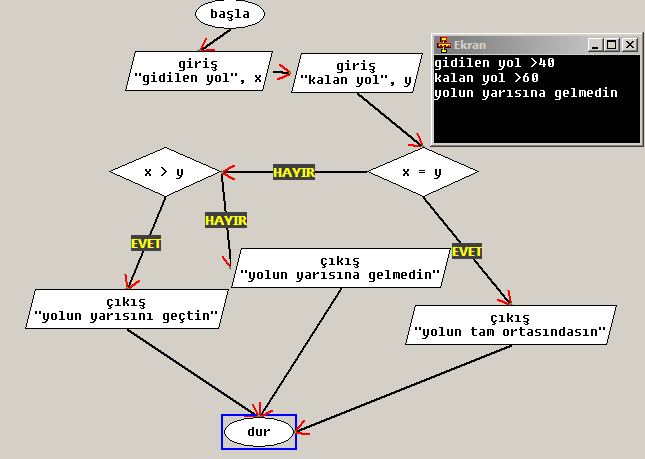 başla
giriş
"gidilen yol", x
giriş
"kalan yol", y
Ekran
gidilen yol >40
kalan yol >60
yolun yarısına gelmedin
x > y
HAYIR
x = y
HAYIR
EVET
EVET
çıkış
"yolun yarisına gelmedin"
çıkış
"yolun yarısını geçtin"
çıkış
"yolun tam ortasındasın"
dur